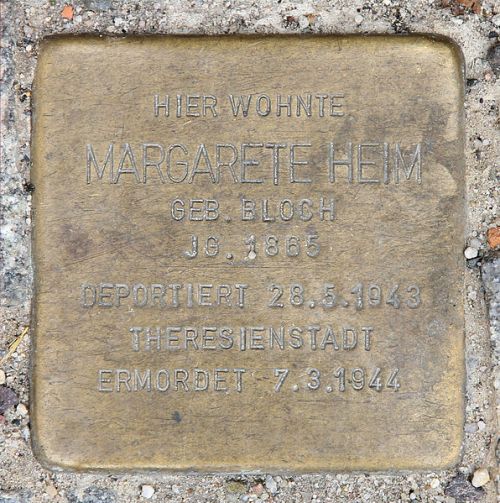 HIER WOHNTE
MARGARETE HEIM
GEB. BLOCH
JG. 1865
DEPORTIERT 28.5.1943
THERESIENSTADT
ERMORDET 7.3.1944